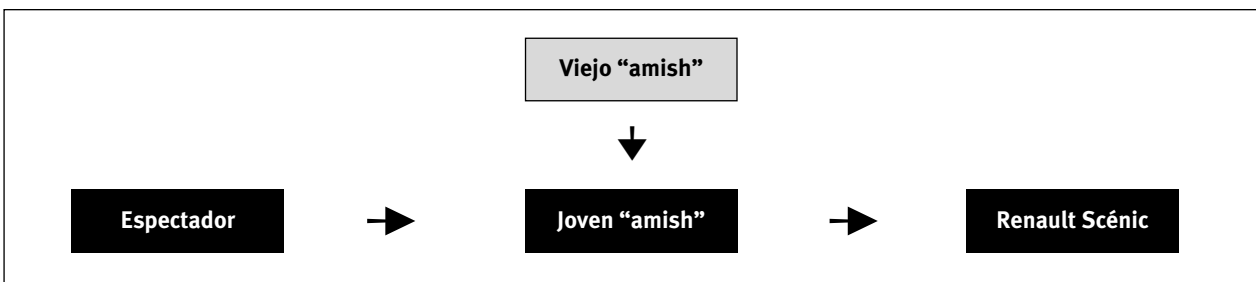 Viejo “amish”
Espectador
Joven “amish”
Renault Scénic